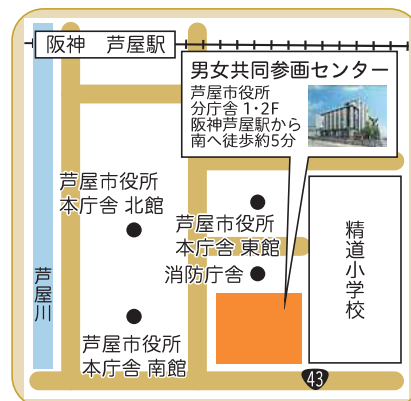 阪神 芦屋駅
男女共同参画センター
芦屋市役所
分庁舎 1・2F
阪神芦屋駅から
南へ徒歩約5分
芦屋市役所
本庁舎 北館
芦屋市役所
本庁舎 東館
消防庁舎
精道小学校
芦屋川
芦屋市役所
本庁舎 南館
43